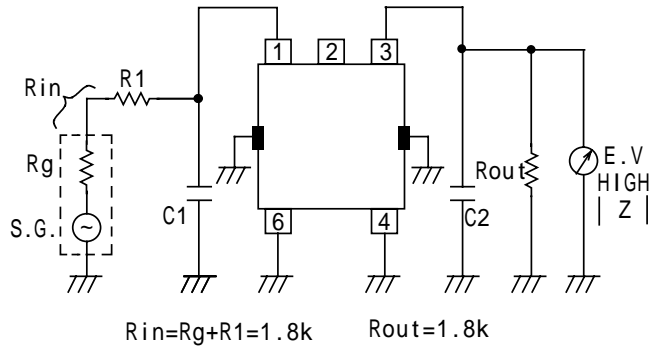 1 2 3
Rin R1
Rg
S.G. ~
C1
6 4
C2
Rout
E.V
HIGH
| Z |
Rin=Rg+R1=1.8k Rout=1.8k